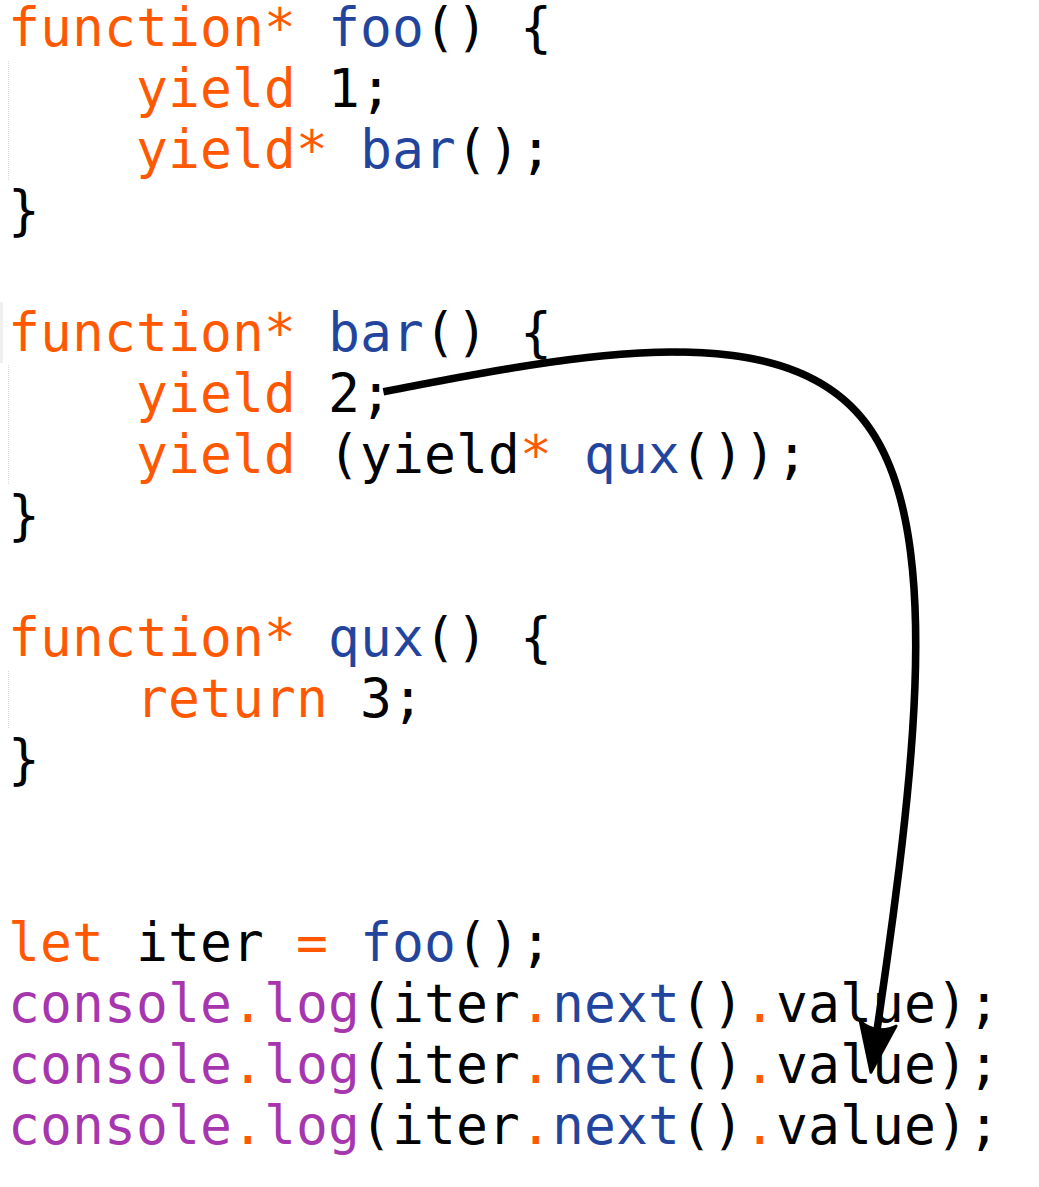 function* foo() {
    yield 1;
    yield* bar();
}

function* bar() {
    yield 2;
    yield (yield* qux());
}

function* qux() {
    return 3;
}

let iter = foo();
console.log(iter.next().value);
console.log(iter.next().value);
console.log(iter.next().value);